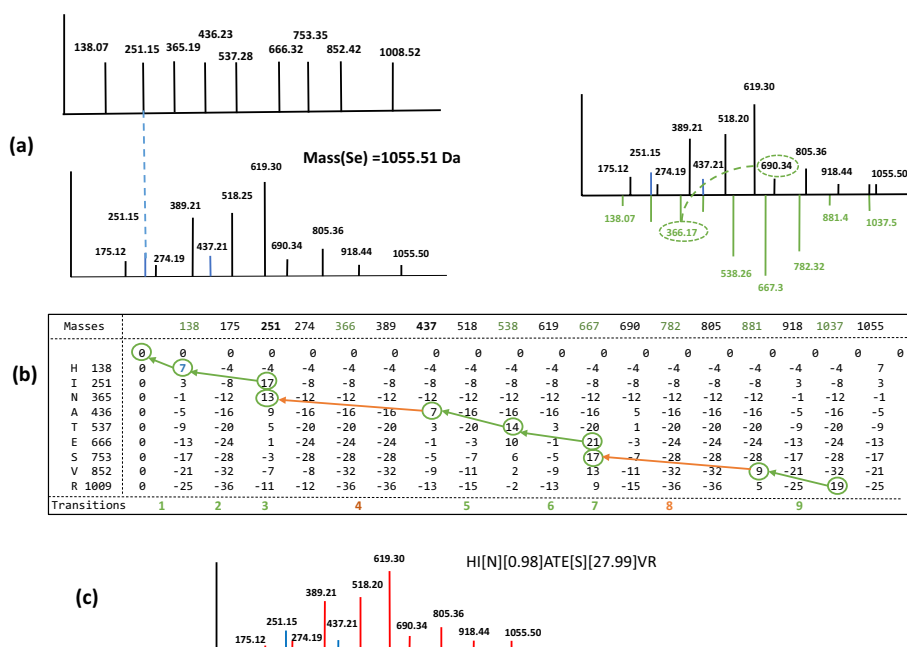 (a)
138.07 251.15 365.19 436.23 537.28 666.32 753.35 852.42 1008.52
Mass(Se) =1055.51 Da
175.12 251.15 274.19 389.21 437.21 518.25 619.30 690.34 805.36 918.44 1055.50
175.12 251.15 274.19 389.21 437.21 518.20 619.30 690.34 805.36 918.44 1055.50
138.07 366.17 538.26 667.3 782.32 881.4 1037.5
(b)
Masses 138 175 251 274 366 389 437 518 538 619 667 690 782 805 881 918 1037 1055
0 0 0 0 0 0 0 0 0 0 0 0 0 0 0 0 0 0 0
H 138 0 7 -4 -4 -4 -4 -4 -4 -4 -4 -4 -4 -4 -4 -4 -4 -4 -4 7
I 251 0 3 -8 17 -8 -8 -8 -8 -8 -8 -8 -8 -8 -8 -8 -8 3 -8 3
N 365 0 -1 -12 13 -12 -12 -12 -12 -12 -12 -12 -12 -12 -12 -12 -12 -1 -12 -1
A 436 0 -5 -16 9 -16 -16 -16 7 -16 -16 -16 -16 5 -16 -16 -16 -5 -16 -5
T 537 0 -9 -20 5 -20 -20 -20 3 -20 14 3 -20 1 -20 -20 -20 -9 -20 -9
E 666 0 -13 -24 1 -24 -24 -24 -1 -3 10 -1 21 -3 -24 -24 -24 -13 -24 -13
S 753 0 -17 -28 -3 -28 -28 -28 -5 -7 6 -5 17 -7 -28 -28 -28 -17 -28 -17
V 852 0 -21 -32 -7 -8 -32 -32 -9 -11 2 -9 13 -11 -32 -32 9 -21 -32 -21
R 1009 0 -25 -36 -11 -12 -36 -36 -13 -15 -2 -13 9 -15 -36 -36 5 -25 19 -25
Transitions 1 2 3 4 5 6 7 8 9
(c)
HI[N][0.98]ATE[S][27.99]VR
175.12 251.15 274.19 389.21 437.21 518.20 619.30 690.34 805.36 918.44 1055.50